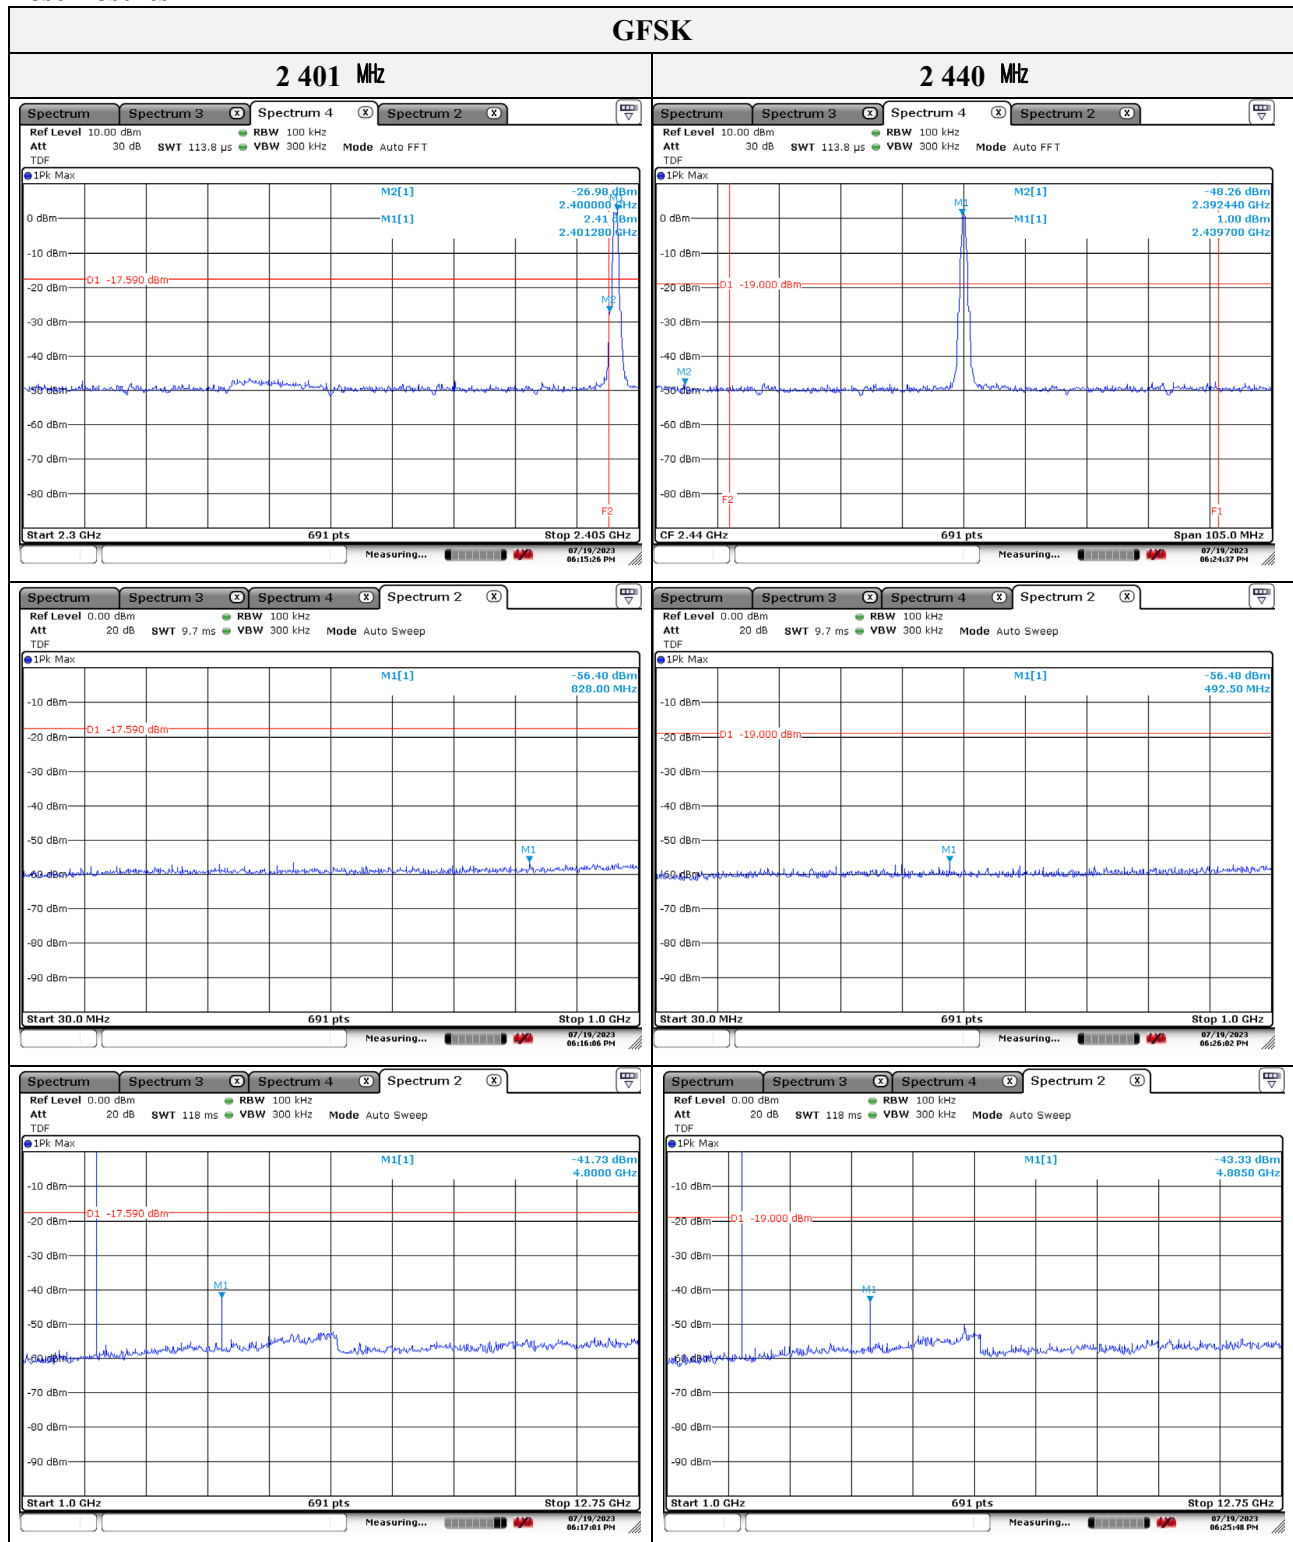 GFSK
2 401 ㎒
2 440 ㎒
Spectrum Spectrum 3 Spectrum 4 Spectrum 2
Ref Level 10.00 dBm RBW 100 kHz
Att 30 dB SWT 113.8 µs VBW 300 kHz Mode Auto FFT
TDF
1Pk Max
M2[1] -26.98 dBm
2.400000 GHz
M1[1] 2.41 dBm
2.401280 GHz
M1
0 dBm
-10 dBm
D1 -17.590 dBm
-20 dBm
M2
-30 dBm
-40 dBm
-50 dBm
-60 dBm
-70 dBm
-80 dBm
F2
Start 2.3 GHz 691 pts Stop 2.405 GHz
Measuring... 07/19/2023
06:15:26 PM
Spectrum Spectrum 3 Spectrum 4 Spectrum 2
Ref Level 10.00 dBm RBW 100 kHz
Att 30 dB SWT 113.8 µs VBW 300 kHz Mode Auto FFT
TDF
1Pk Max
M2[1] -48.26 dBm
2.392440 GHz
M1[1] 1.00 dBm
2.439700 GHz
M1
0 dBm
-10 dBm
D1 -19.000 dBm
-20 dBm
-30 dBm
-40 dBm
M2
-50 dBm
-60 dBm
-70 dBm
-80 dBm
F2
F1
CF 2.44 GHz 691 pts Span 105.0 MHz
Measuring... 07/19/2023
06:24:37 PM
Spectrum Spectrum 3 Spectrum 4 Spectrum 2
Ref Level 0.00 dBm RBW 100 kHz
Att 20 dB SWT 9.7 ms VBW 300 kHz Mode Auto Sweep
TDF
1Pk Max
M1[1] -56.40 dBm
828.00 MHz
-10 dBm
D1 -17.590 dBm
-20 dBm
-30 dBm
-40 dBm
-50 dBm
M1
-60 dBm
-70 dBm
-80 dBm
-90 dBm
Start 30.0 MHz 691 pts Stop 1.0 GHz
Measuring... 07/19/2023
06:16:06 PM
Spectrum Spectrum 3 Spectrum 4 Spectrum 2
Ref Level 0.00 dBm RBW 100 kHz
Att 20 dB SWT 9.7 ms VBW 300 kHz Mode Auto Sweep
TDF
1Pk Max
M1[1] -56.48 dBm
492.50 MHz
-10 dBm
D1 -19.000 dBm
-20 dBm
-30 dBm
-40 dBm
-50 dBm
M1
-60 dBm
-70 dBm
-80 dBm
-90 dBm
Start 30.0 MHz 691 pts Stop 1.0 GHz
Measuring... 07/19/2023
06:26:02 PM
Spectrum Spectrum 3 Spectrum 4 Spectrum 2
Ref Level 0.00 dBm RBW 100 kHz
Att 20 dB SWT 118 ms VBW 300 kHz Mode Auto Sweep
TDF
1Pk Max
M1[1] -41.73 dBm
4.8000 GHz
-10 dBm
D1 -17.590 dBm
-20 dBm
-30 dBm
M1
-40 dBm
-50 dBm
-60 dBm
-70 dBm
-80 dBm
-90 dBm
Start 1.0 GHz 691 pts Stop 12.75 GHz
Measuring... 07/19/2023
06:17:01 PM
Spectrum Spectrum 3 Spectrum 4 Spectrum 2
Ref Level 0.00 dBm RBW 100 kHz
Att 20 dB SWT 118 ms VBW 300 kHz Mode Auto Sweep
TDF
1Pk Max
M1[1] -43.33 dBm
4.8850 GHz
-10 dBm
D1 -19.000 dBm
-20 dBm
-30 dBm
M1
-40 dBm
-50 dBm
-60 dBm
-70 dBm
-80 dBm
-90 dBm
Start 1.0 GHz 691 pts Stop 12.75 GHz
Measuring... 07/19/2023
06:25:48 PM